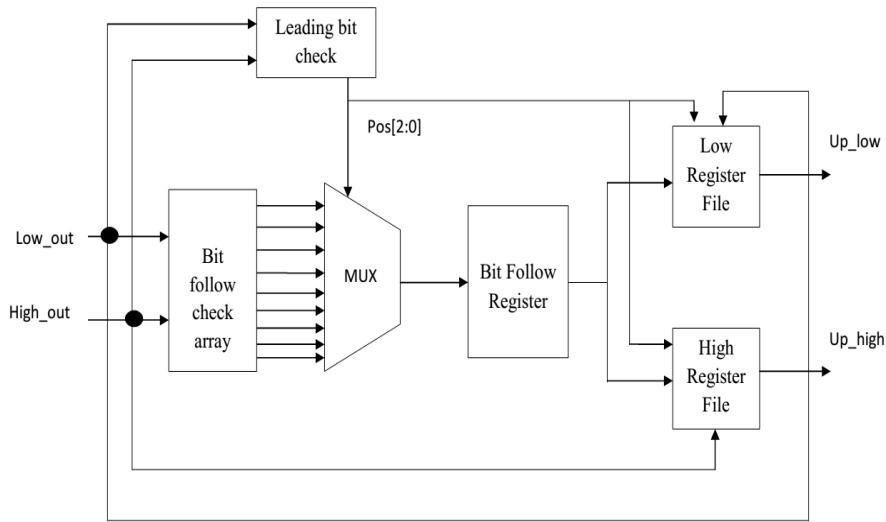 Leading bit
check
Pos[2:0]
Low
Register
File
Up_low
Low_out
High_out
Bit
follow
check
array
MUX
Bit Follow
Register
High
Register
File
Up_high